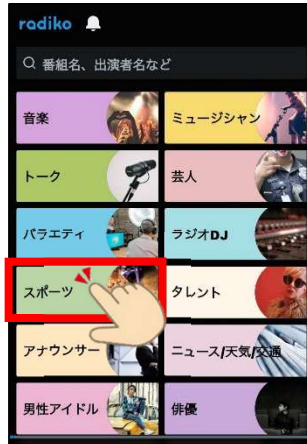 radiko
番組名、出演者名など
音楽
ミュージシャン
トーク
芸人
バラエティ
ラジオDJ
スポーツ
タレント
アナウンサー
ニュース/天気/交通
男性アイドル
俳優